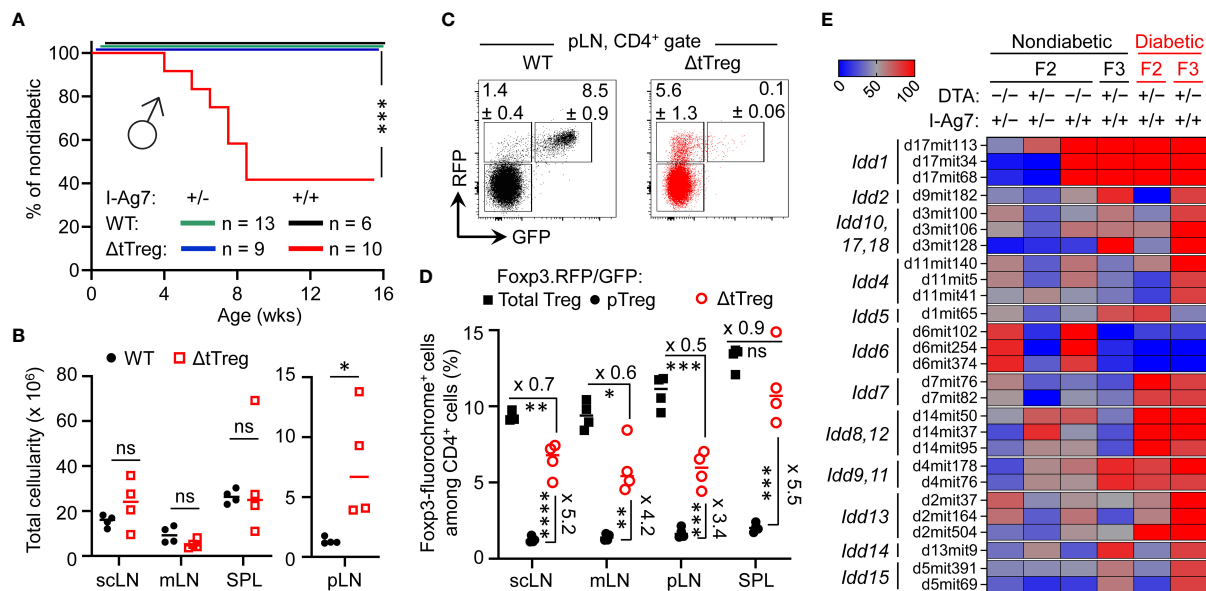 A
% of nondiabetic
100
80
60
40
20
0
***
I-Ag7: +/- +/+
WT: n = 13 n = 6
ΔtTreg: n = 9 n = 10
0 4 8 12 16
Age (wks)
B
WT ΔtTreg
Total cellularity (x 10⁶)
80
60
40
20
0
ns ns ns
scLN mLN SPL
15
10
5
0
*
pLN
C
pLN, CD4⁺ gate
WT ΔtTreg
1.4 8.5
± 0.4 ± 0.9
5.6 0.1
± 1.3 ± 0.06
RFP
GFP
D
Foxp3.RFP/GFP:
Total Treg pTreg ΔtTreg
Foxp3-fluorochrome⁺ cells
among CD4⁺ cells (%)
15
10
5
0
x 0.7 x 0.6 x 0.5 x 0.9
** * *** ns
**** ** *** ***
x 5.2 x 4.2 x 3.4 x 5.5
scLN mLN pLN SPL
E
0 50 100
Nondiabetic Diabetic
F2 F3 F2 F3
DTA: −/− +/− −/− +/− +/− +/−
I-Ag7: +/− +/− +/+ +/+ +/+ +/+
Idd1
d17mit113
d17mit34
d17mit68
Idd2
d9mit182
Idd10,
17,18
d3mit100
d3mit106
d3mit128
Idd4
d11mit140
d11mit5
d11mit41
Idd5
d1mit65
Idd6
d6mit102
d6mit254
d6mit374
Idd7
d7mit76
d7mit82
Idd8,12
d14mit50
d14mit37
d14mit95
Idd9,11
d4mit178
d4mit76
Idd13
d2mit37
d2mit164
d2mit504
Idd14
d13mit9
Idd15
d5mit391
d5mit69